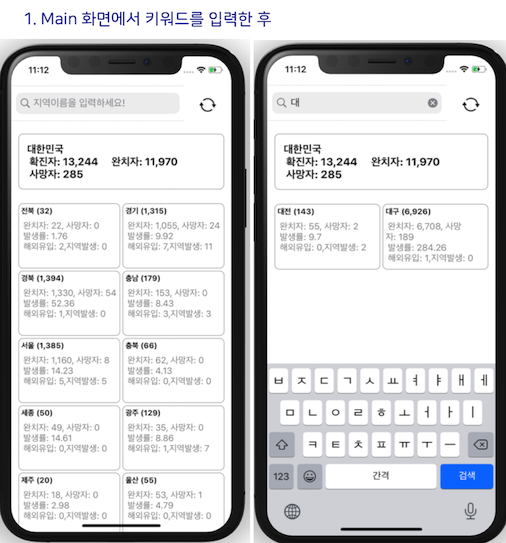 1. Main 화면에서 키워드를 입력한 후
11:12
지역이름을 입력하세요!
대한민국
확진자: 13,244 완치자: 11,970
사망자: 285
전북 (32)
완치자: 22, 사망자: 0
발생률: 1.76
해외유입: 2,지역발생: 0
경기 (1,315)
완치자: 1,055, 사망자: 24
발생률: 9.92
해외유입: 7,지역발생: 11
경북 (1,394)
완치자: 1,330, 사망자: 54
발생률: 52.36
해외유입: 1,지역발생: 0
충남 (179)
완치자: 153, 사망자: 0
발생률: 8.43
해외유입: 3,지역발생: 3
서울 (1,385)
완치자: 1,160, 사망자: 8
발생률: 14.23
해외유입: 5,지역발생: 5
충북 (66)
완치자: 62, 사망자: 0
발생률: 4.13
해외유입: 0,지역발생: 0
세종 (50)
완치자: 49, 사망자: 0
발생률: 14.61
해외유입: 0,지역발생: 0
광주 (129)
완치자: 35, 사망자: 0
발생률: 8.86
해외유입: 1,지역발생: 7
제주 (20)
완치자: 18, 사망자: 0
발생률: 2.98
해외유입: 0,지역발생: 0
울산 (55)
완치자: 53, 사망자: 1
발생률: 4.79
해외유입: 0,지역발생: 0
11:12
대
대한민국
확진자: 13,244 완치자: 11,970
사망자: 285
대전 (143)
완치자: 55, 사망자: 2
발생률: 9.7
해외유입: 0,지역발생: 2
대구 (6,926)
완치자: 6,708, 사망
자: 189
발생률: 284.26
해외유입: 1,지역발생: 0
ㅂ ㅈ ㄷ ㄱ ㅅ ㅛ ㅕ ㅑ ㅐ ㅔ
ㅁ ㄴ ㅇ ㄹ ㅎ ㅗ ㅓ ㅏ ㅣ
ㅋ ㅌ ㅊ ㅍ ㅠ ㅜ ㅡ
123 간격 검색